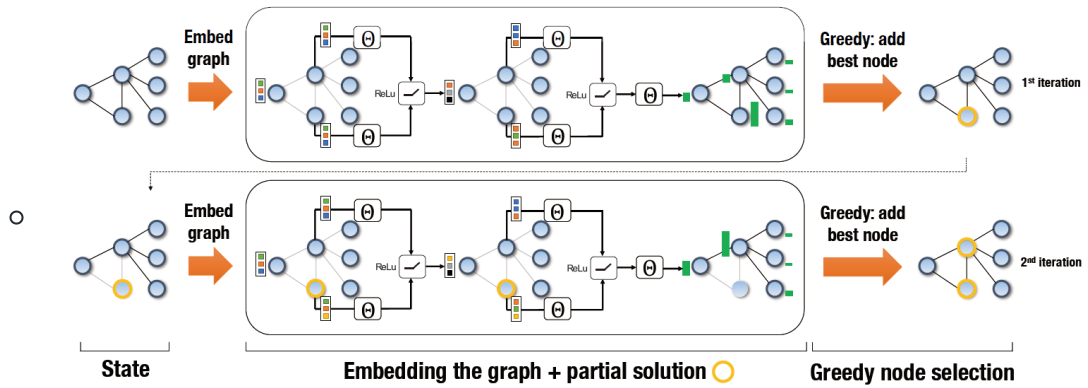 Embed
graph
Θ
ReLu
Θ
Θ
ReLu
Θ
Θ
Greedy: add
best node
1st iteration
Embed
graph
Θ
ReLu
Θ
Θ
ReLu
Θ
Θ
Greedy: add
best node
2nd iteration
State
Embedding the graph + partial solution
Greedy node selection